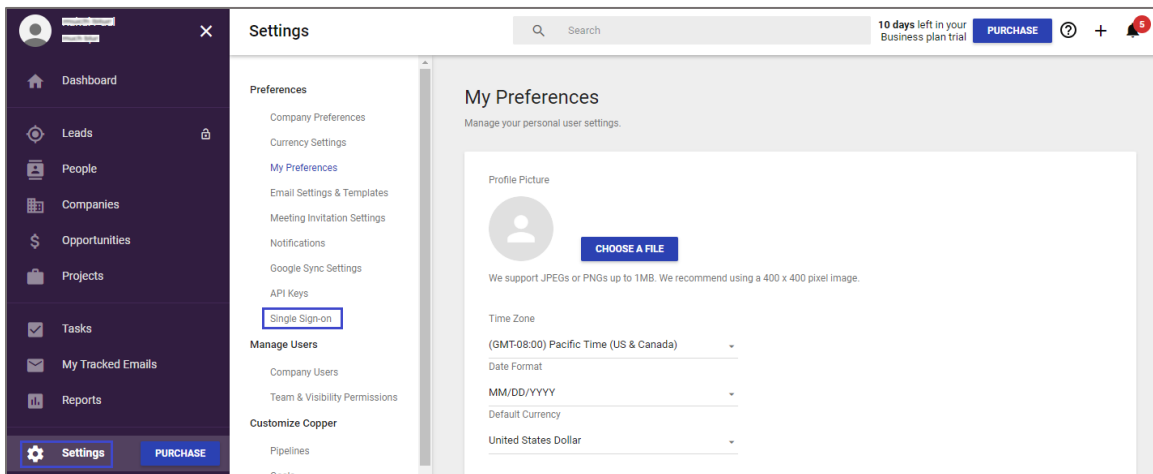 Settings
Search
10 days left in your
Business plan trial
PURCHASE
5
Dashboard
Leads
People
Companies
Opportunities
Projects
Tasks
My Tracked Emails
Reports
Settings
PURCHASE
Preferences
Company Preferences
Currency Settings
My Preferences
Email Settings & Templates
Meeting Invitation Settings
Notifications
Google Sync Settings
API Keys
Single Sign-on
Manage Users
Company Users
Team & Visibility Permissions
Customize Copper
Pipelines
My Preferences
Manage your personal user settings.
Profile Picture
CHOOSE A FILE
We support JPEGs or PNGs up to 1MB. We recommend using a 400 x 400 pixel image.
Time Zone
(GMT-08:00) Pacific Time (US & Canada)
Date Format
MM/DD/YYYY
Default Currency
United States Dollar